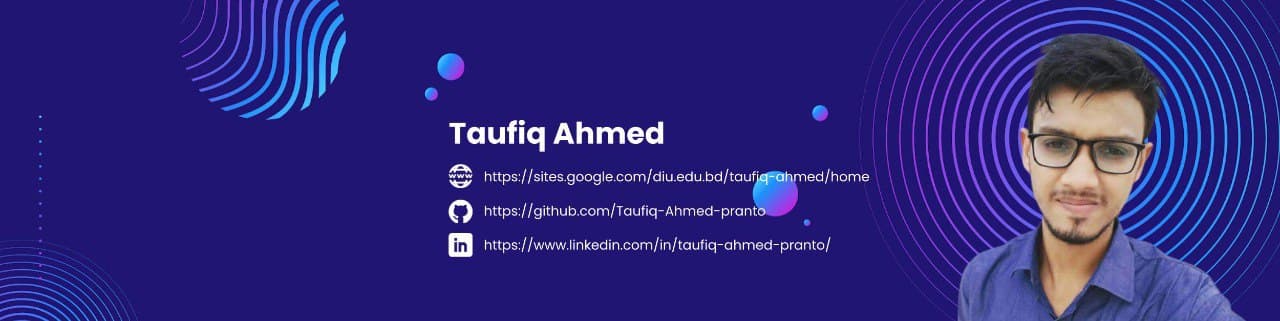 Taufiq Ahmed
https://sites.google.com/diu.edu.bd/taufiq-ahmed/home
https://github.com/Taufiq-Ahmed-pranto
https://www.linkedin.com/in/taufiq-ahmed-pranto/